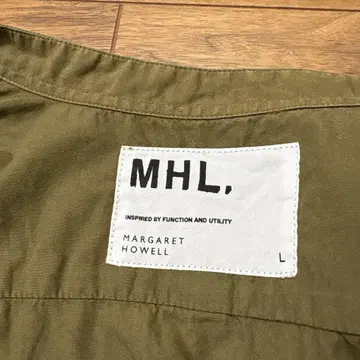 MHL.
INSPIRED BY FUNCTION AND UTILITY
MARGARET
HOWELL
L